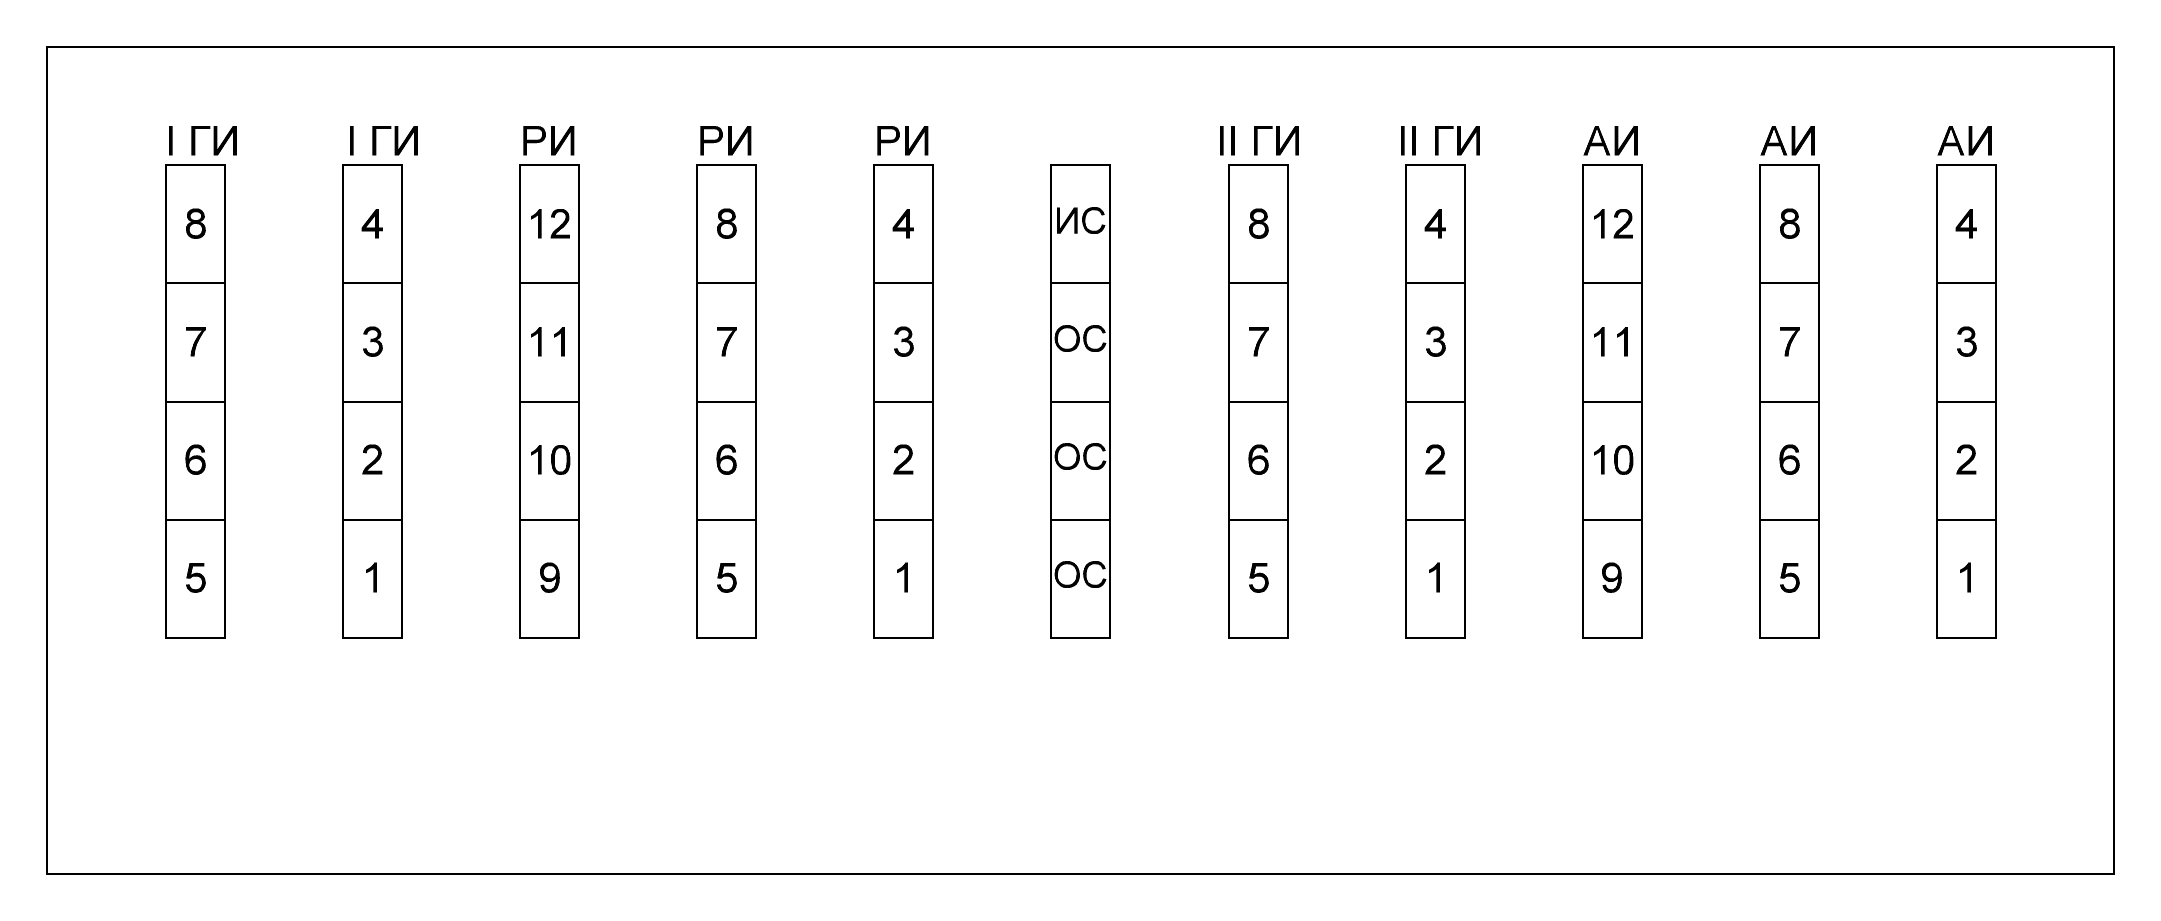 I ГИ I ГИ РИ РИ РИ II ГИ II ГИ АИ АИ АИ
8 4 12 8 4 ИС 8 4 12 8 4
7 3 11 7 3 ОС 7 3 11 7 3
6 2 10 6 2 ОС 6 2 10 6 2
5 1 9 5 1 ОС 5 1 9 5 1